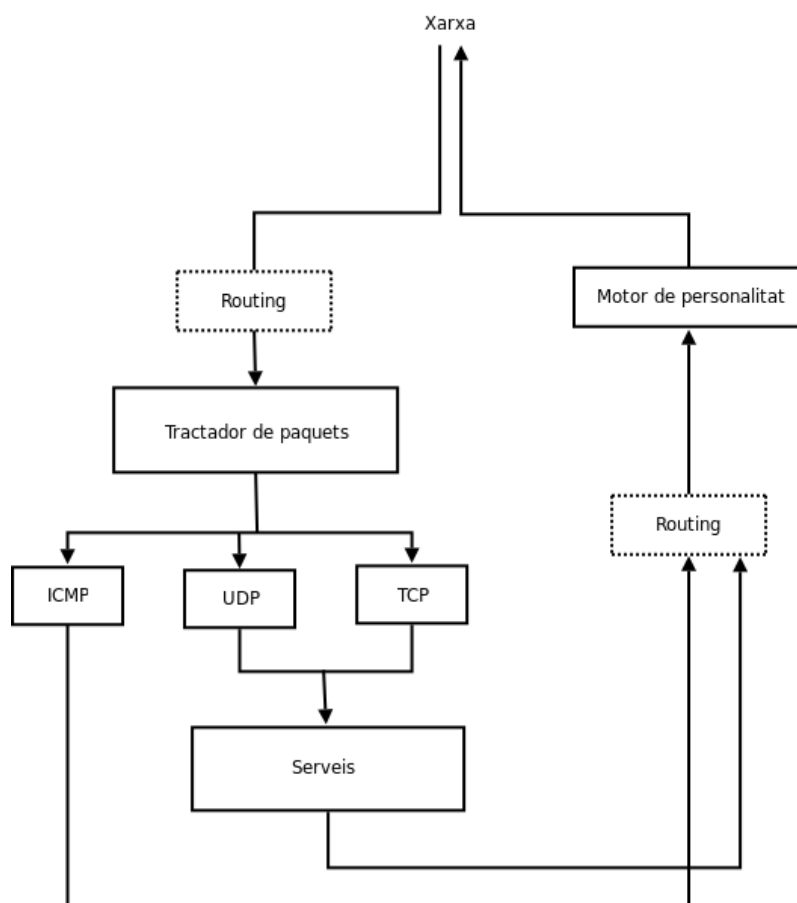 Xarxa
Routing
Motor de personalitat
Tractador de paquets
Routing
ICMP
UDP
TCP
Serveis